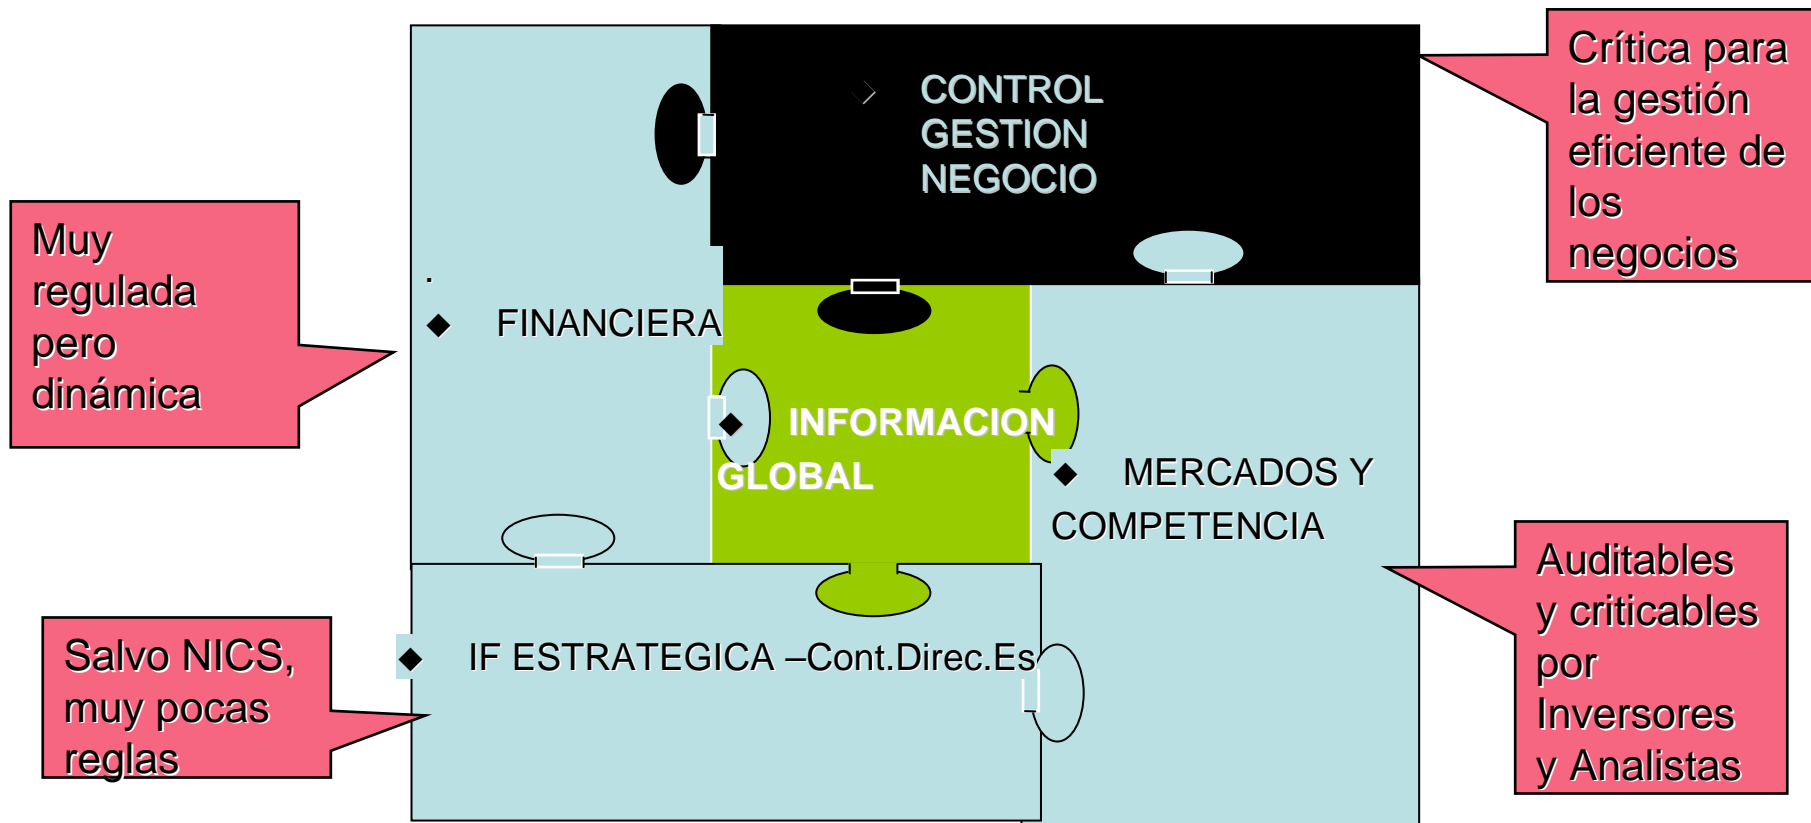 CONTROL
GESTION
NEGOCIO
Crítica para
la gestión
eficiente de
los
negocios
Muy
regulada
pero
dinámica
.
FINANCIERA
INFORMACION
GLOBAL
MERCADOS Y
COMPETENCIA
Auditables
y criticables
por
Inversores
y Analistas
IF ESTRATEGICA –Cont.Direc.Es
Salvo NICS,
muy pocas
reglas